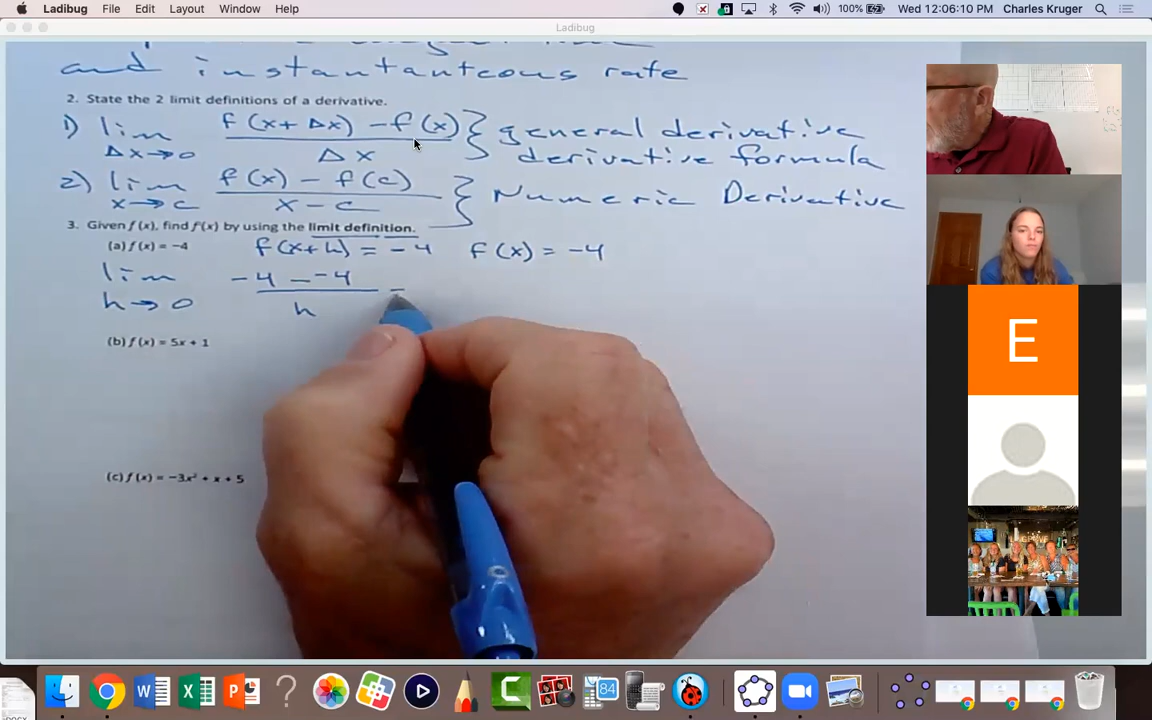 Ladibug File Edit Layout Window Help 100% Wed 12:06:10 PM Charles Kruger
Ladibug
and instantanteous rate
2. State the 2 limit definitions of a derivative.
1) lim Δx→0 f(x+Δx) - f(x) / Δx } general derivative
derivative formula
2) lim x→c f(x) - f(c) / x - c } Numeric Derivative
3. Given f(x), find f'(x) by using the limit definition.
(a) f(x) = -4 f(x+h) = -4 f(x) = -4
lim h→0 -4 - -4 / h =
(b) f(x) = 5x + 1
(c) f(x) = -3x² + x + 5
E
84